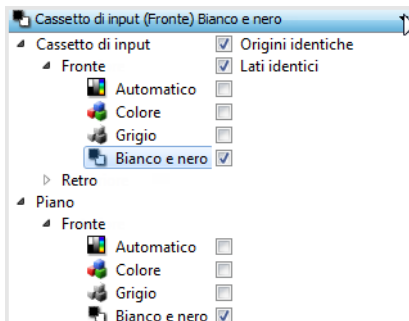 Cassetto di input (Fronte) Bianco e nero
Cassetto di input Origini identiche
Fronte Lati identici
Automatico
Colore
Grigio
Bianco e nero
Retro
Piano
Fronte
Automatico
Colore
Grigio
Bianco e nero